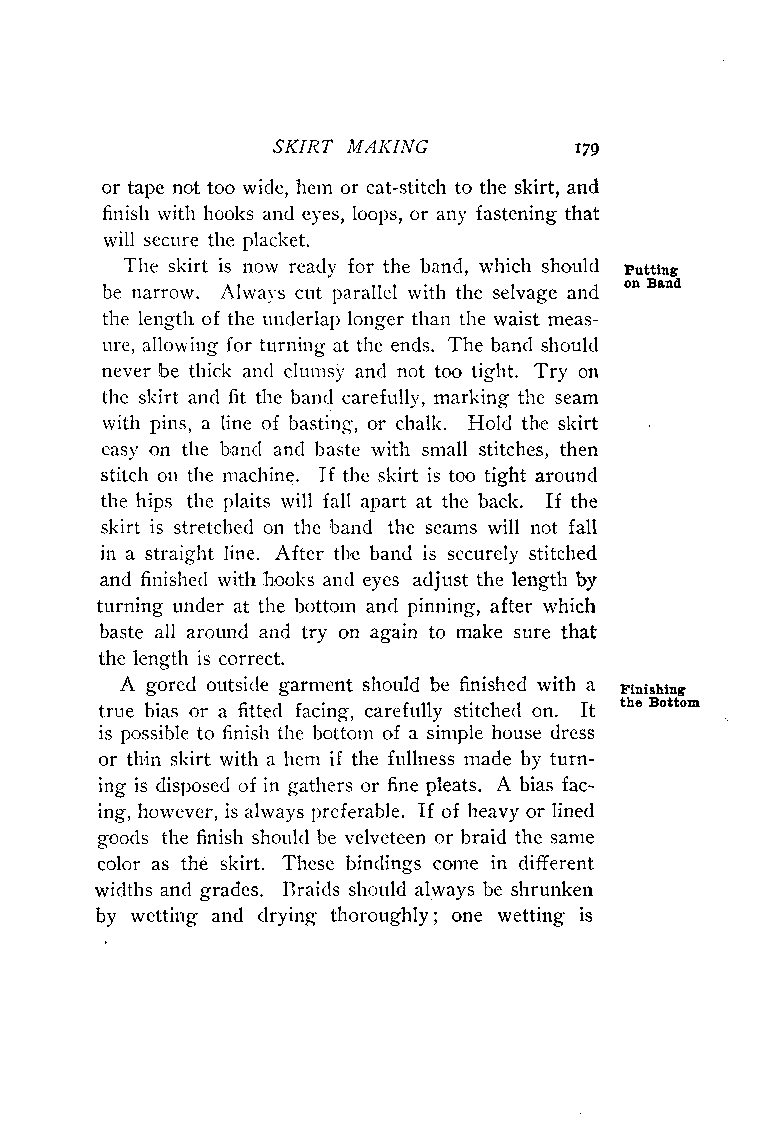 SKIRT MAKING 179
or tape not too wide, hem or cat-stitch to the skirt, and
finish with hooks and eyes, loops, or any fastening that
will secure the placket.
The skirt is now ready for the band, which should
Putting
on Band
be narrow. Always cut parallel with the selvage and
the length of the underlap longer than the waist meas-
ure, allowing for turning at the ends. The band should
never be thick and clumsy and not too tight. Try on
the skirt and fit the band carefully, marking the seam
with pins, a line of basting, or chalk. Hold the skirt
easy on the band and baste with small stitches, then
stitch on the machine. If the skirt is too tight around
the hips the plaits will fall apart at the back. If the
skirt is stretched on the band the seams will not fall
in a straight line. After the band is securely stitched
and finished with hooks and eyes adjust the length by
turning under at the bottom and pinning, after which
baste all around and try on again to make sure that
the length is correct.
A gored outside garment should be finished with a
Finishing
the Bottom
true bias or a fitted facing, carefully stitched on. It
is possible to finish the bottom of a simple house dress
or thin skirt with a hem if the fullness made by turn-
ing is disposed of in gathers or fine pleats. A bias fac-
ing, however, is always preferable. If of heavy or lined
goods the finish should be velveteen or braid the same
color as the skirt. These bindings come in different
widths and grades. Braids should always be shrunken
by wetting and drying thoroughly; one wetting is